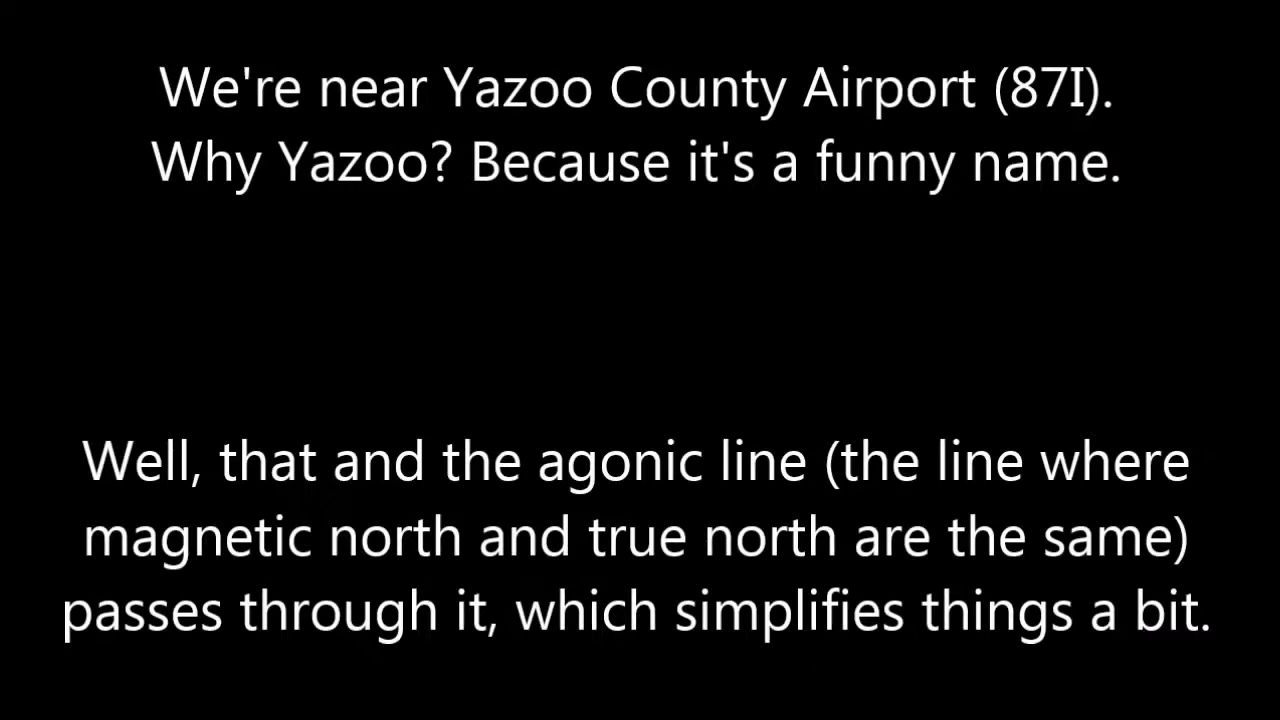 We're near Yazoo County Airport (87I).
Why Yazoo? Because it's a funny name.
Well, that and the agonic line (the line where
magnetic north and true north are the same)
passes through it, which simplifies things a bit.